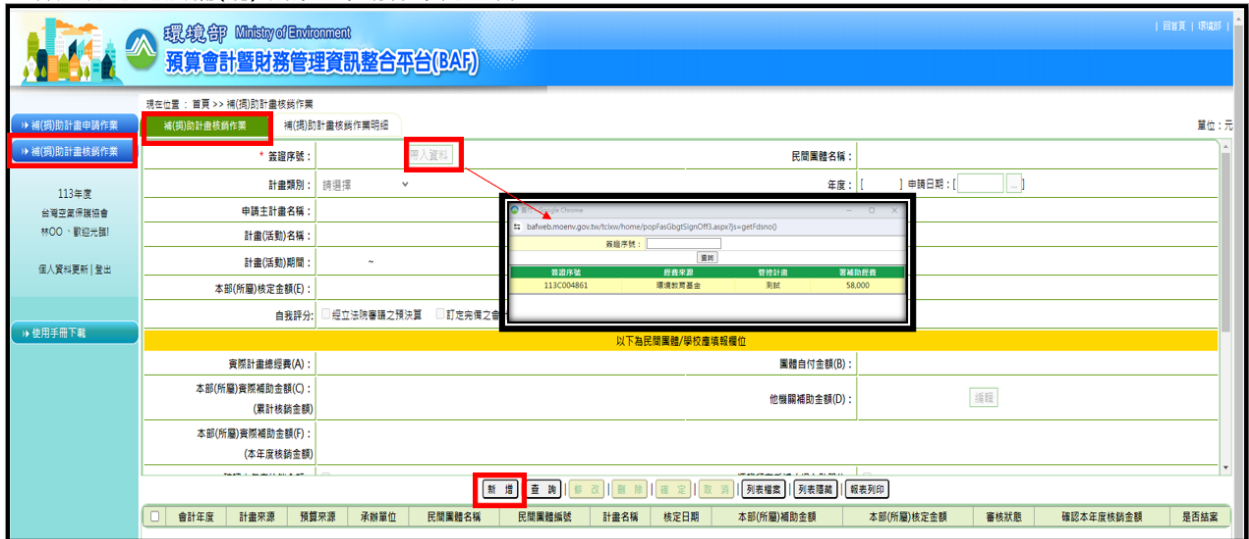 環境部 Ministry of Environment
預算會計暨財務管理資訊整合平台(BAF)
| 回首頁 | 環境部 |
現在位置 : 首頁 >> 補(捐)助計畫核銷作業
補(捐)助計畫申請作業
補(捐)助計畫核銷作業
113年度
台灣空氣保護協會
林OO,歡迎光臨!
個人資料更新 | 登出
使用手冊下載
補(捐)助計畫核銷作業 補(捐)助計畫核銷作業明細 單位:元
* 簽證序號: 帶入資料 民間團體名稱:
計畫類別: 請選擇 年度: [ ] 申請日期:[ ... ]
申請主計畫名稱:
計畫(活動)名稱:
計畫(活動)期間: ~
本部(所屬)核定金額(E):
自我評分: 經立法院審議之預決算 訂定完備之會
Google Chrome
bafweb.moenv.gov.tw/tclxw/home/popFasGbgtSignOff3.aspx?js=getFdsno()
簽證序號:
查詢
簽證序號 經費來源 管控計畫 署補助經費
113C004861 環境教育基金 測試 58,000
以下為民間團體/學校應填報欄位
實際計畫總經費(A): 團體自付金額(B):
本部(所屬)實際補助金額(C):
(累計核銷金額) 他機關補助金額(D): 編輯
本部(所屬)實際補助金額(F):
(本年度核銷金額)
新 增 | 查 詢 | 修 改 | 刪 除 | 確 定 | 取 消 | 列表檔案 | 列表隱藏 | 報表列印
會計年度 計畫來源 預算來源 承辦單位 民間團體名稱 民間團體編號 計畫名稱 核定日期 本部(所屬)補助金額 本部(所屬)核定金額 審核狀態 確認本年度核銷金額 是否結案